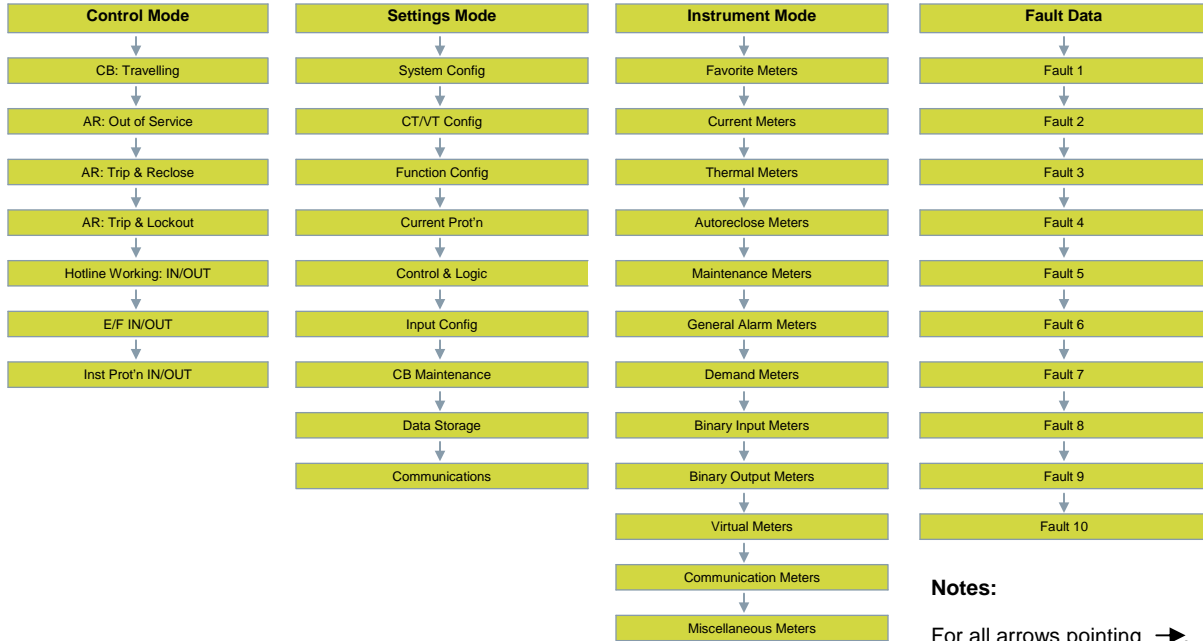 Control Mode
CB: Travelling
AR: Out of Service
AR: Trip & Reclose
AR: Trip & Lockout
Hotline Working: IN/OUT
E/F IN/OUT
Inst Prot'n IN/OUT
Settings Mode
System Config
CT/VT Config
Function Config
Current Prot'n
Control & Logic
Input Config
CB Maintenance
Data Storage
Communications
Instrument Mode
Favorite Meters
Current Meters
Thermal Meters
Autoreclose Meters
Maintenance Meters
General Alarm Meters
Demand Meters
Binary Input Meters
Binary Output Meters
Virtual Meters
Communication Meters
Miscellaneous Meters
Fault Data
Fault 1
Fault 2
Fault 3
Fault 4
Fault 5
Fault 6
Fault 7
Fault 8
Fault 9
Fault 10
Notes:
For all arrows pointing